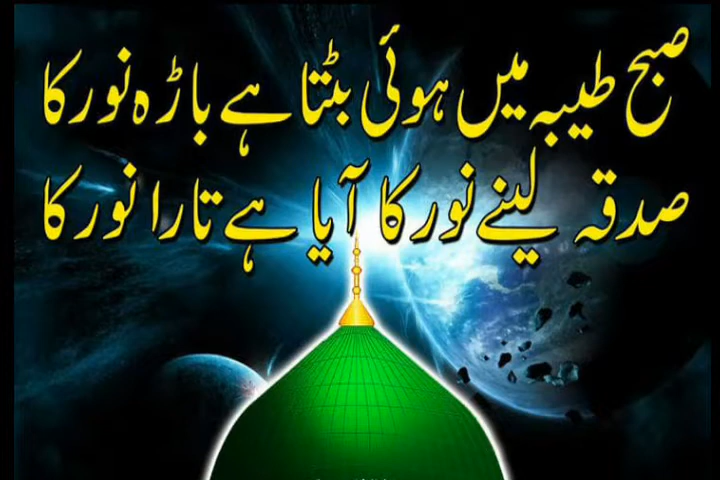 صبح طیبہ میں ہوئی بٹتا ہے باڑہ نور کا
صدقہ لینے نور کا آیا ہے تارا نور کا